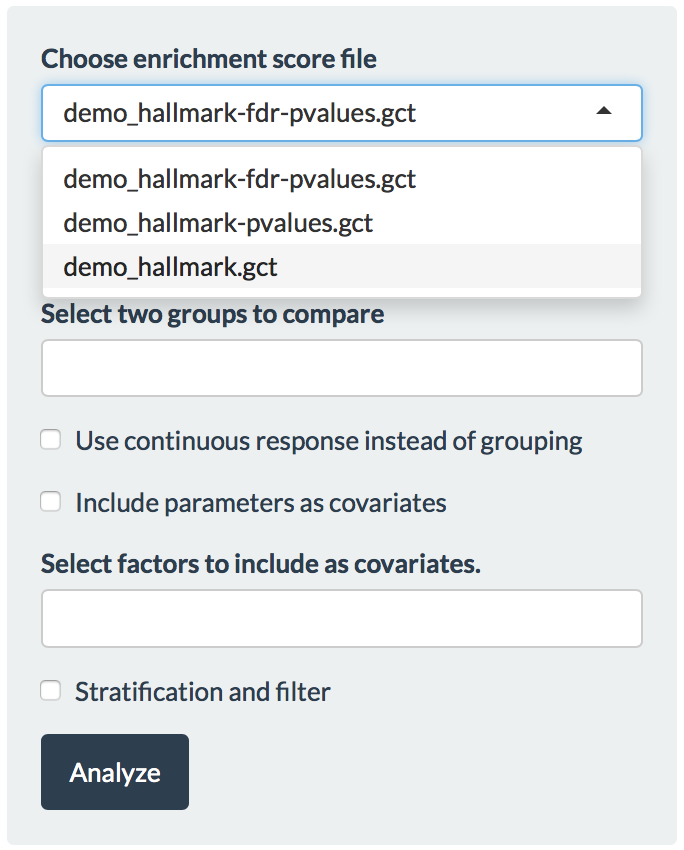 Choose enrichment score file
demo_hallmark-fdr-pvalues.gct
demo_hallmark-fdr-pvalues.gct
demo_hallmark-pvalues.gct
demo_hallmark.gct
Select two groups to compare
Use continuous response instead of grouping
Include parameters as covariates
Select factors to include as covariates.
Stratification and filter
Analyze